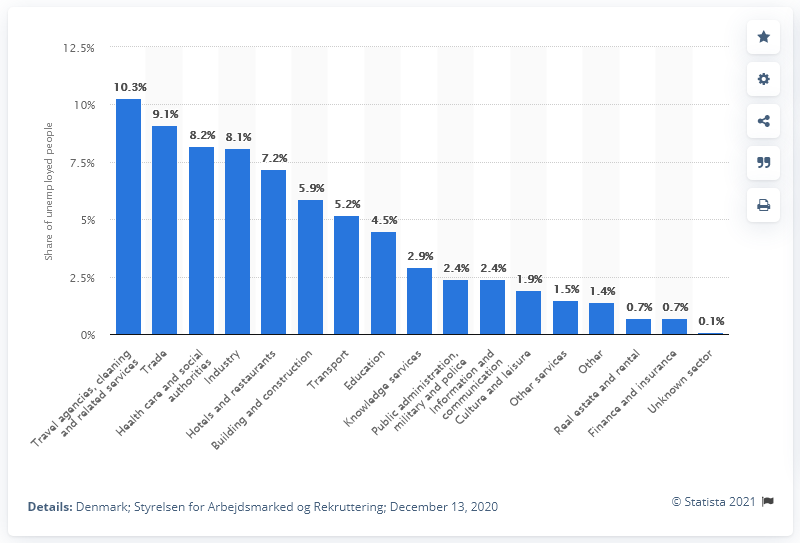 12.5%
10%
7.5%
5%
2.5%
0%
Share of unemployed people
10.3%
9.1%
8.2%
8.1%
7.2%
5.9%
5.2%
4.5%
2.9%
2.4%
2.4%
1.9%
1.5%
1.4%
0.7%
0.7%
0.1%
Travel agencies, cleaning
and related services
Trade
Health care and social
authorities
Industry
Hotels and restaurants
Building and construction
Transport
Education
Knowledge services
Public administration,
military and police
Information and
communication
Culture and leisure
Other services
Other
Real estate and rental
Finance and insurance
Unknown sector
Details: Denmark; Styrelsen for Arbejdsmarked og Rekruttering; December 13, 2020
© Statista 2021